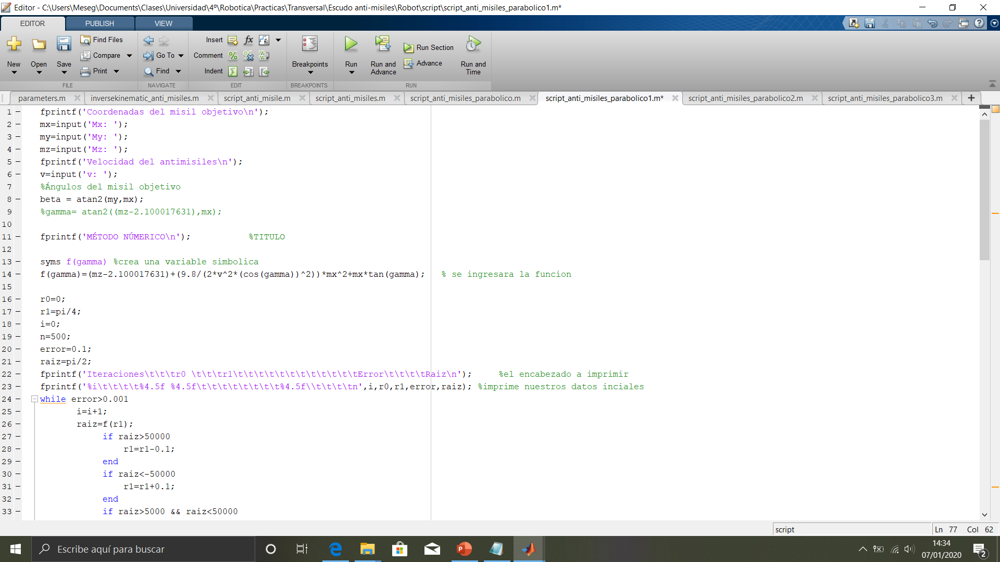 Editor - C:\Users\Meseg\Documents\Clases\Universidad\4º\Robotica\Practicas\Transversal\Escudo anti-misiles\Robot\script\script_anti_misiles_parabolico1.m*
EDITOR PUBLISH VIEW
New Open Save Find Files Compare Print
Go To Find
Insert Comment Indent
Breakpoints
Run Run and Advance Run Section Advance Run and Time
FILE NAVIGATE EDIT BREAKPOINTS RUN
parameters.m inversekinematic_anti_misiles.m script_anti_misile.m script_anti_misiles.m script_anti_misiles_parabolico.m script_anti_misiles_parabolico1.m* script_anti_misiles_parabolico2.m script_anti_misiles_parabolico3.m
1 fprintf('Coordenadas del misil objetivo\n');
2 mx=input('Mx: ');
3 my=input('My: ');
4 mz=input('Mz: ');
5 fprintf('Velocidad del antimisiles\n');
6 v=input('v: ');
7 %Ángulos del misil objetivo
8 beta = atan2(my,mx);
9 %gamma= atan2((mz-2.100017631),mx);
10
11 fprintf('MÉTODO NÚMERICO\n'); %TITULO
12
13 syms f(gamma) %crea una variable simbolica
14 f(gamma)=(mz-2.100017631)+(9.8/(2*v^2*(cos(gamma))^2))*mx^2+mx*tan(gamma); % se ingresara la funcion
15
16 r0=0;
17 r1=pi/4;
18 i=0;
19 n=500;
20 error=0.1;
21 raiz=pi/2;
22 fprintf('Iteraciones\t\t\tr0 \t\t\tr1\t\t\t\t\t\t\t\t\t\t\t\tError\t\t\t\tRaiz\n'); %el encabezado a imprimir
23 fprintf('%i\t\t\t\t%4.5f %4.5f\t\t\t\t\t\t\t\t%4.5f\\t\t\t\tn',i,r0,r1,error,raiz); %imprime nuestros datos inciales
24 while error>0.001
25 i=i+1;
26 raiz=f(r1);
27 if raiz>50000
28 r1=r1-0.1;
29 end
30 if raiz<-50000
31 r1=r1+0.1;
32 end
33 if raiz>5000 && raiz<50000
script Ln 77 Col 62
Escribe aquí para buscar
14:34
07/01/2020
2